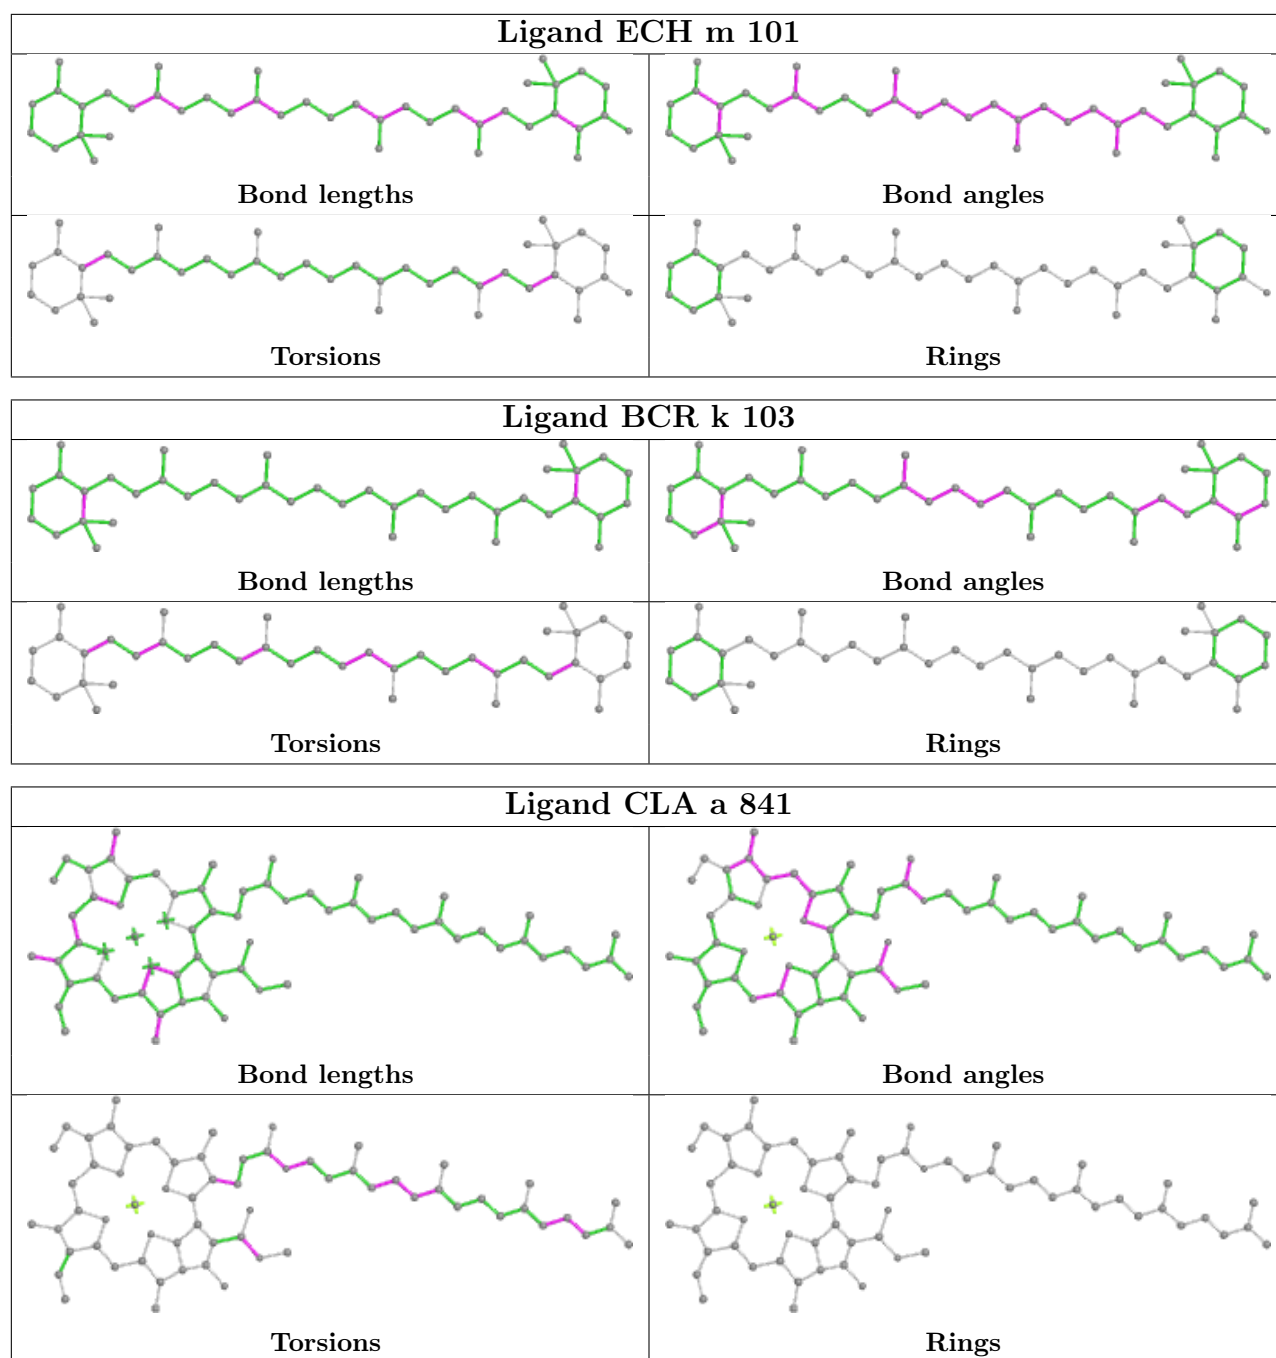 Ligand ECH m 101
Bond lengths
Bond angles
Torsions
Rings
Ligand BCR k 103
Bond lengths
Bond angles
Torsions
Rings
Ligand CLA a 841
Bond lengths
Bond angles
Torsions
Rings